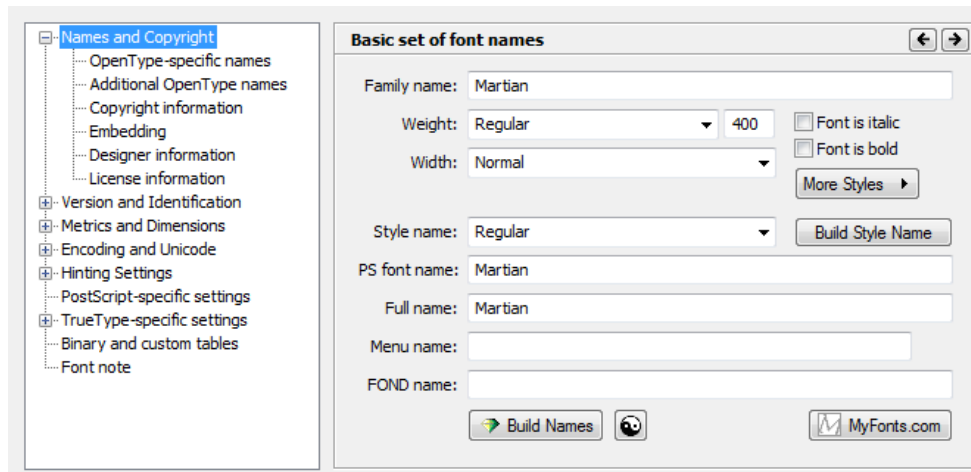 Names and Copyright
OpenType-specific names
Additional OpenType names
Copyright information
Embedding
Designer information
License information
Version and Identification
Metrics and Dimensions
Encoding and Unicode
Hinting Settings
PostScript-specific settings
TrueType-specific settings
Binary and custom tables
Font note
Basic set of font names
Family name: Martian
Weight: Regular 400 Font is italic
Font is bold
Width: Normal
More Styles
Style name: Regular Build Style Name
PS font name: Martian
Full name: Martian
Menu name:
FOND name:
Build Names MyFonts.com